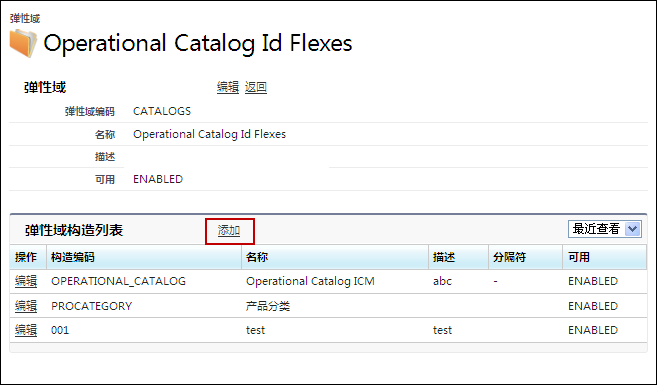 弹性域
Operational Catalog Id Flexes
弹性域 编辑 返回
弹性域编码 CATALOGS
名称 Operational Catalog Id Flexes
描述
可用 ENABLED
弹性域构造列表 添加 最近查看
操作 构造编码 名称 描述 分隔符 可用
编辑 OPERATIONAL_CATALOG Operational Catalog ICM abc - ENABLED
编辑 PROCATEGORY 产品分类 ENABLED
编辑 001 test test ENABLED